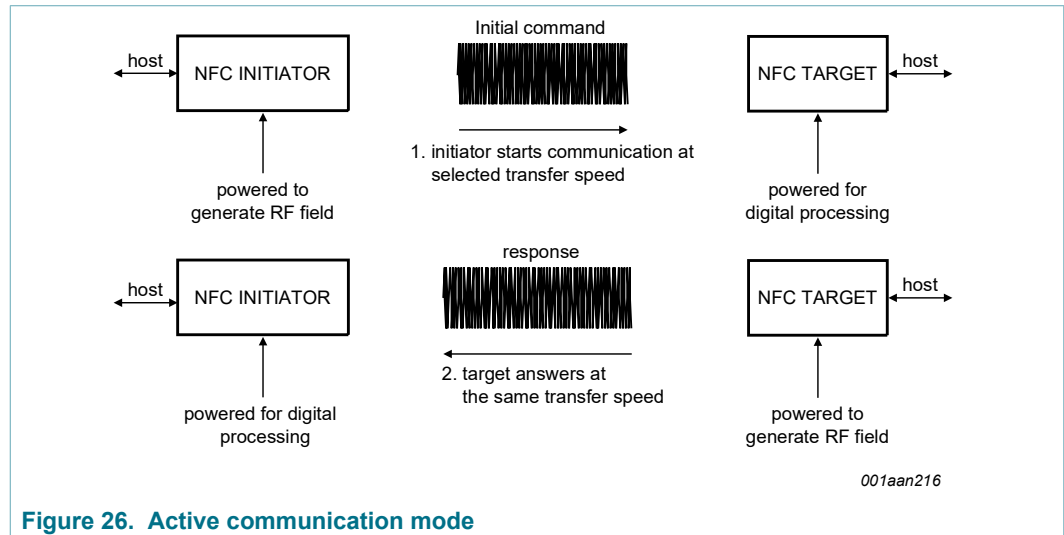 Initial command
host
NFC INITIATOR
NFC TARGET
host
1. initiator starts communication at
selected transfer speed
powered to
generate RF field
powered for
digital processing
response
host
NFC INITIATOR
NFC TARGET
host
2. target answers at
the same transfer speed
powered for digital
processing
powered to
generate RF field
001aan216
Figure 26. Active communication mode